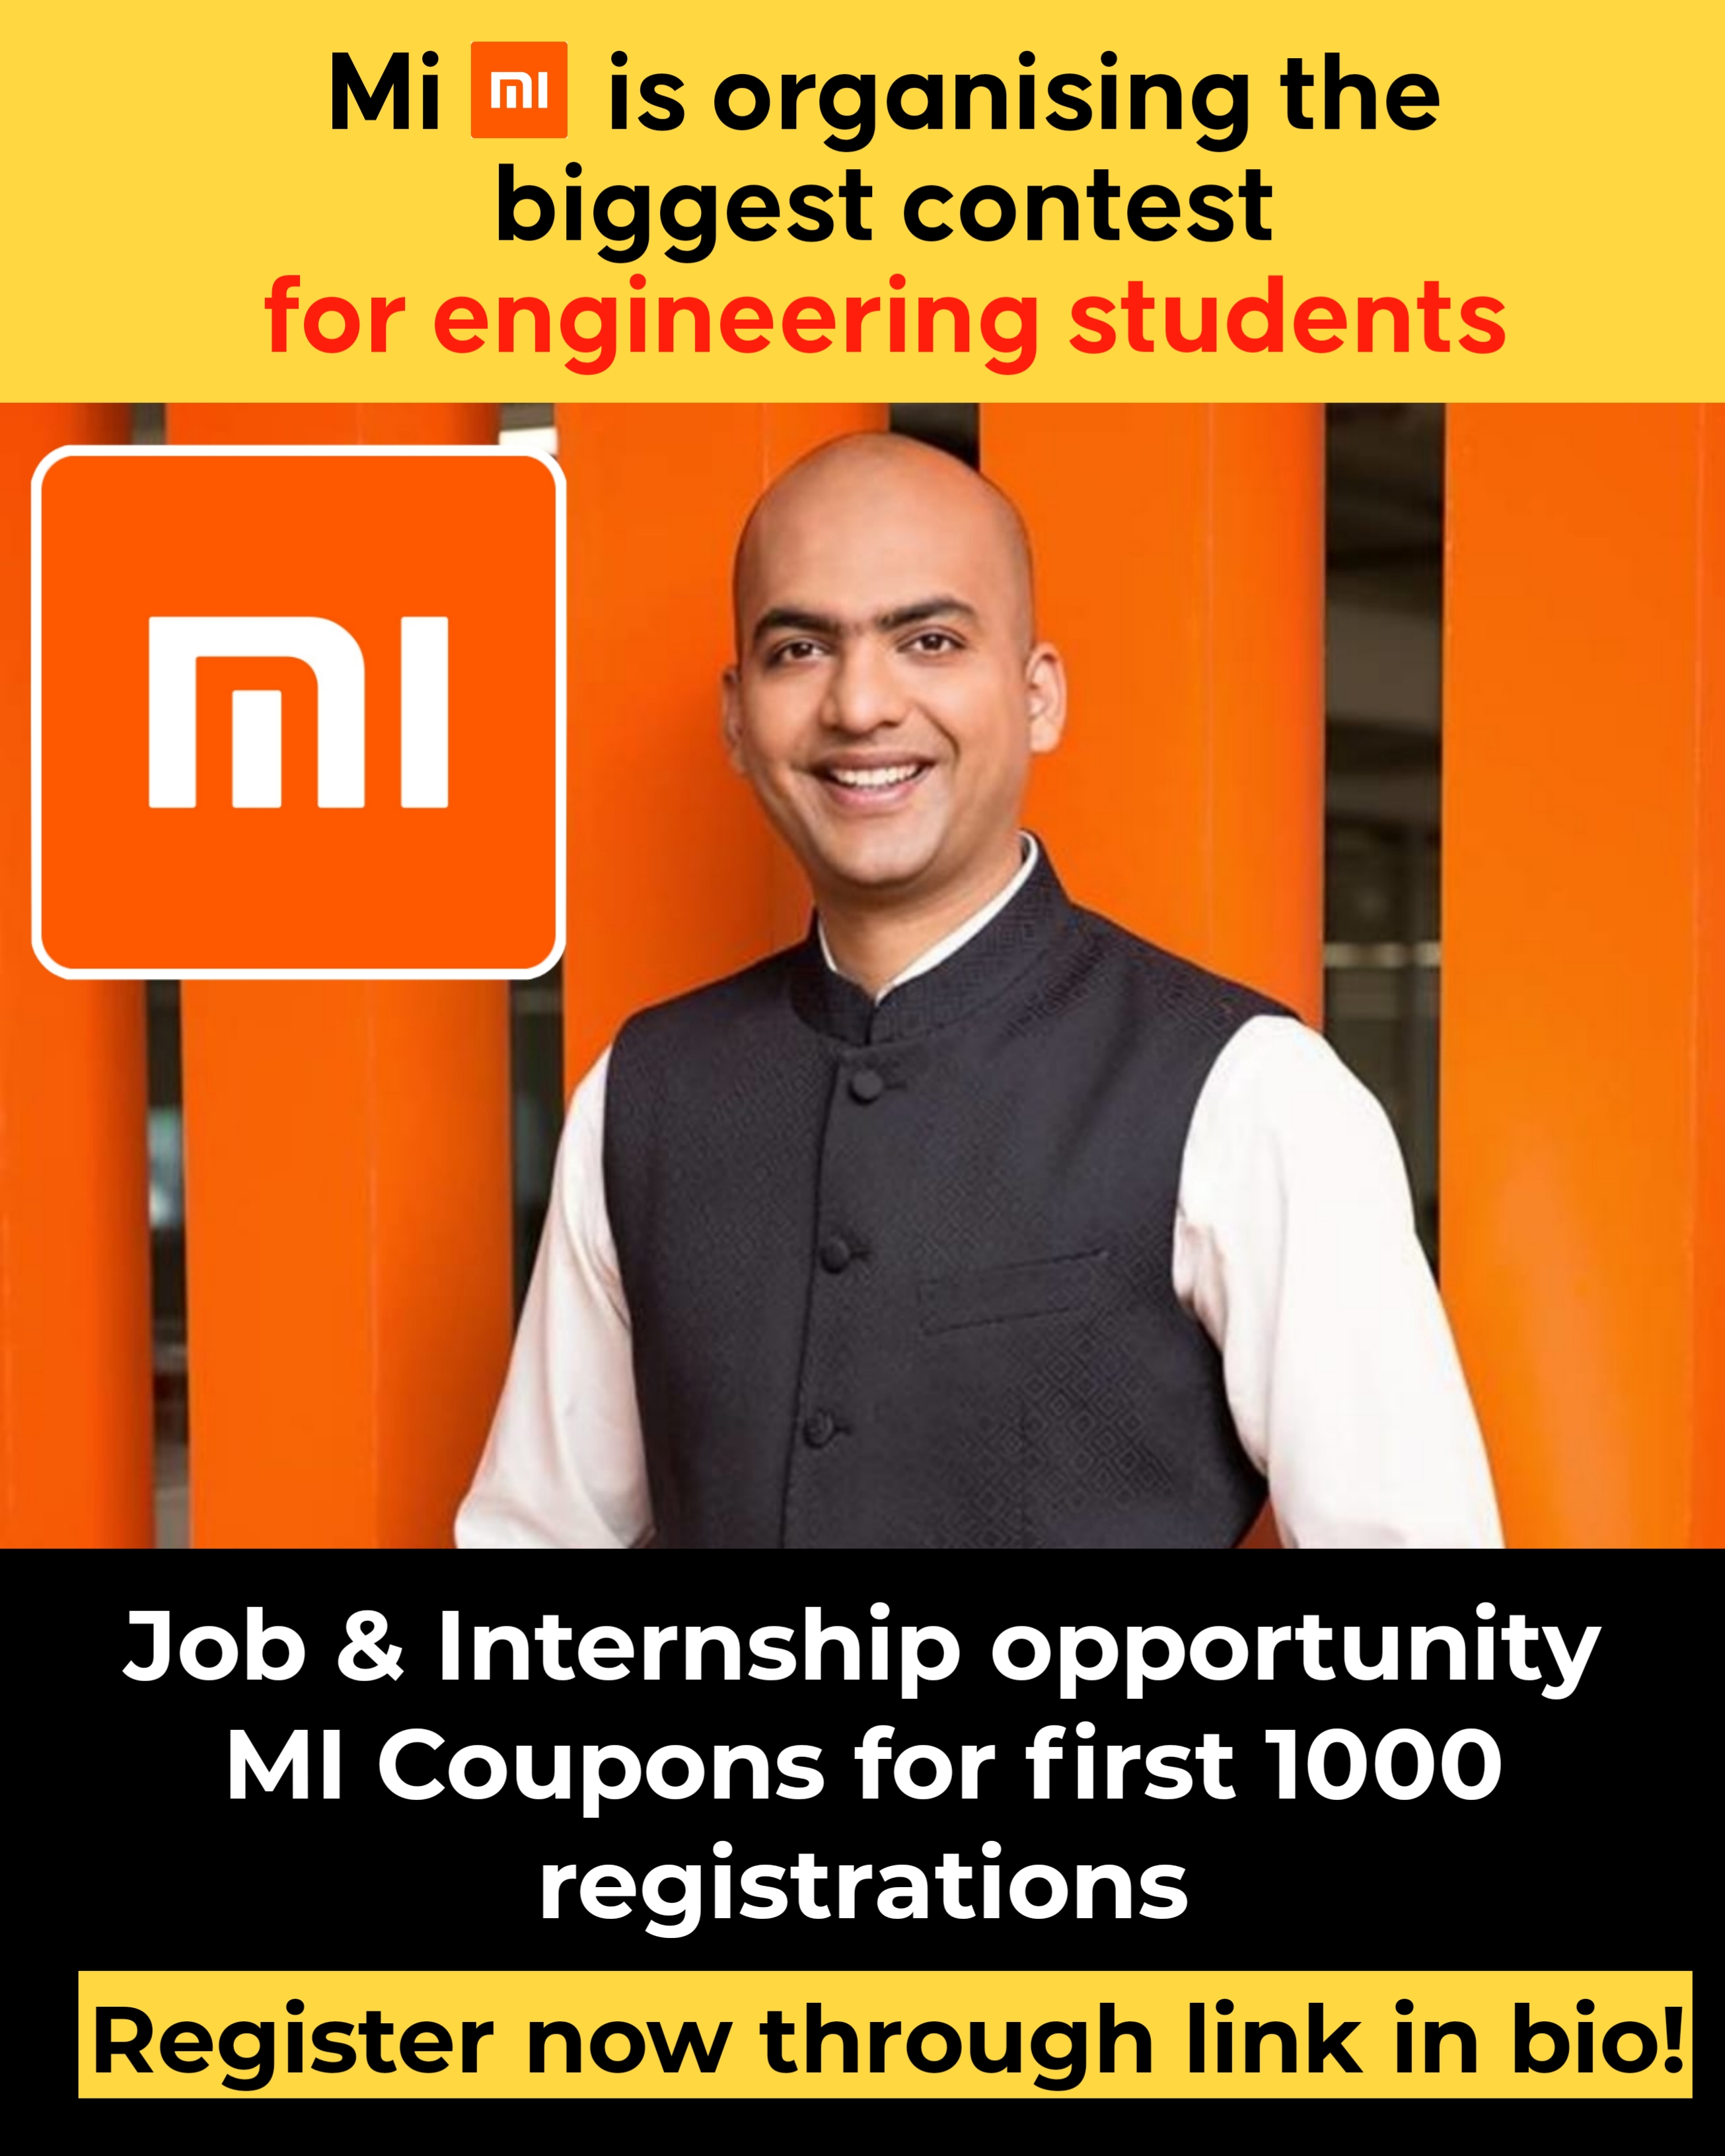 Mi mi is organising the
biggest contest
for engineering students
mi
Job & Internship opportunity
MI Coupons for first 1000
registrations
Register now through link in bio!